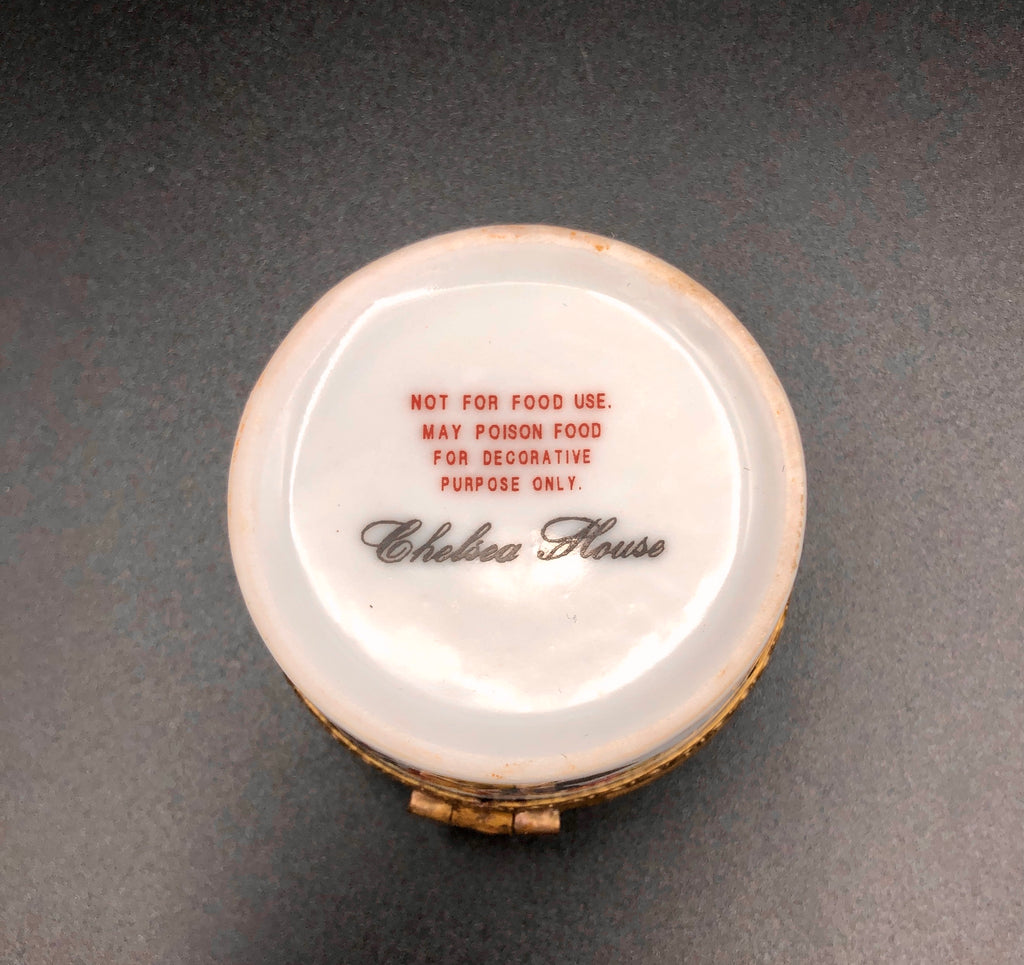 NOT FOR FOOD USE.
MAY POISON FOOD
FOR DECORATIVE
PURPOSE ONLY.
Chelsea House